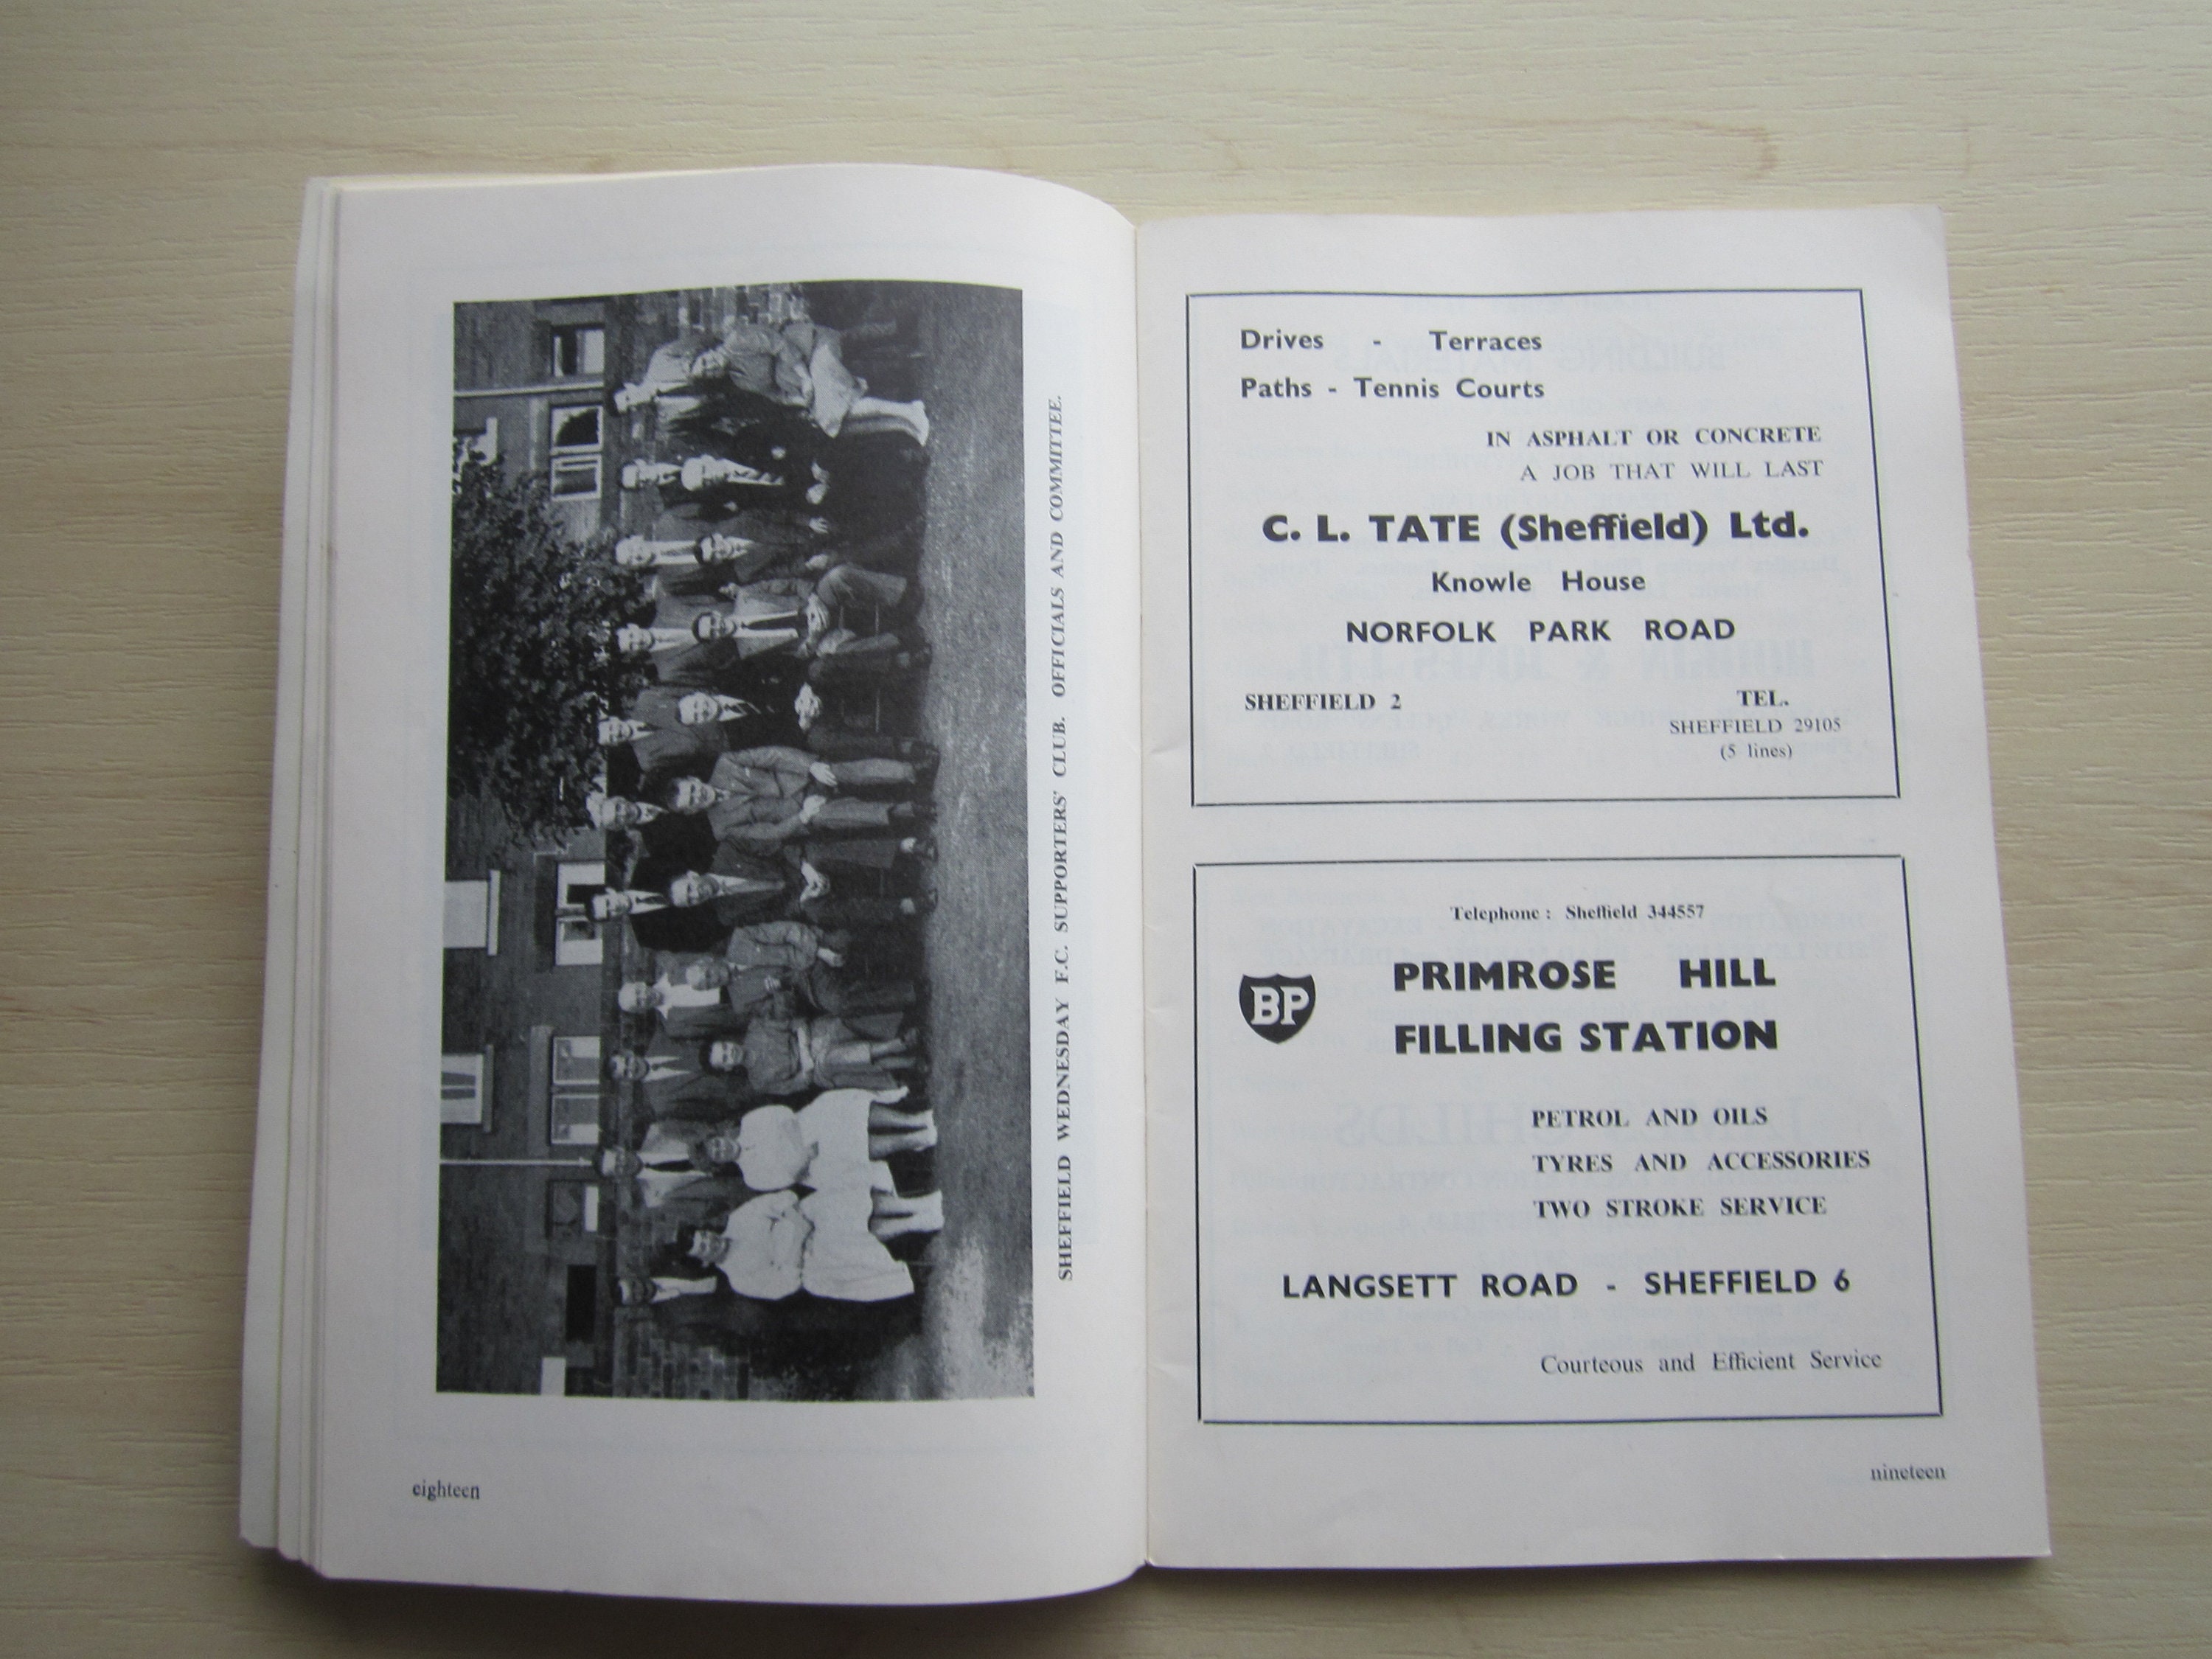 SHEFFIELD WEDNESDAY F.C. SUPPORTERS' CLUB. OFFICIALS AND COMMITTEE.
eighteen
Drives - Terraces
Paths - Tennis Courts
IN ASPHALT OR CONCRETE
A JOB THAT WILL LAST
C. L. TATE (Sheffield) Ltd.
Knowle House
NORFOLK PARK ROAD
SHEFFIELD 2
TEL.
SHEFFIELD 29105
(5 lines)
Telephone : Sheffield 344557
BP
PRIMROSE HILL
FILLING STATION
PETROL AND OILS
TYRES AND ACCESSORIES
TWO STROKE SERVICE
LANGSETT ROAD - SHEFFIELD 6
Courteous and Efficient Service
nineteen